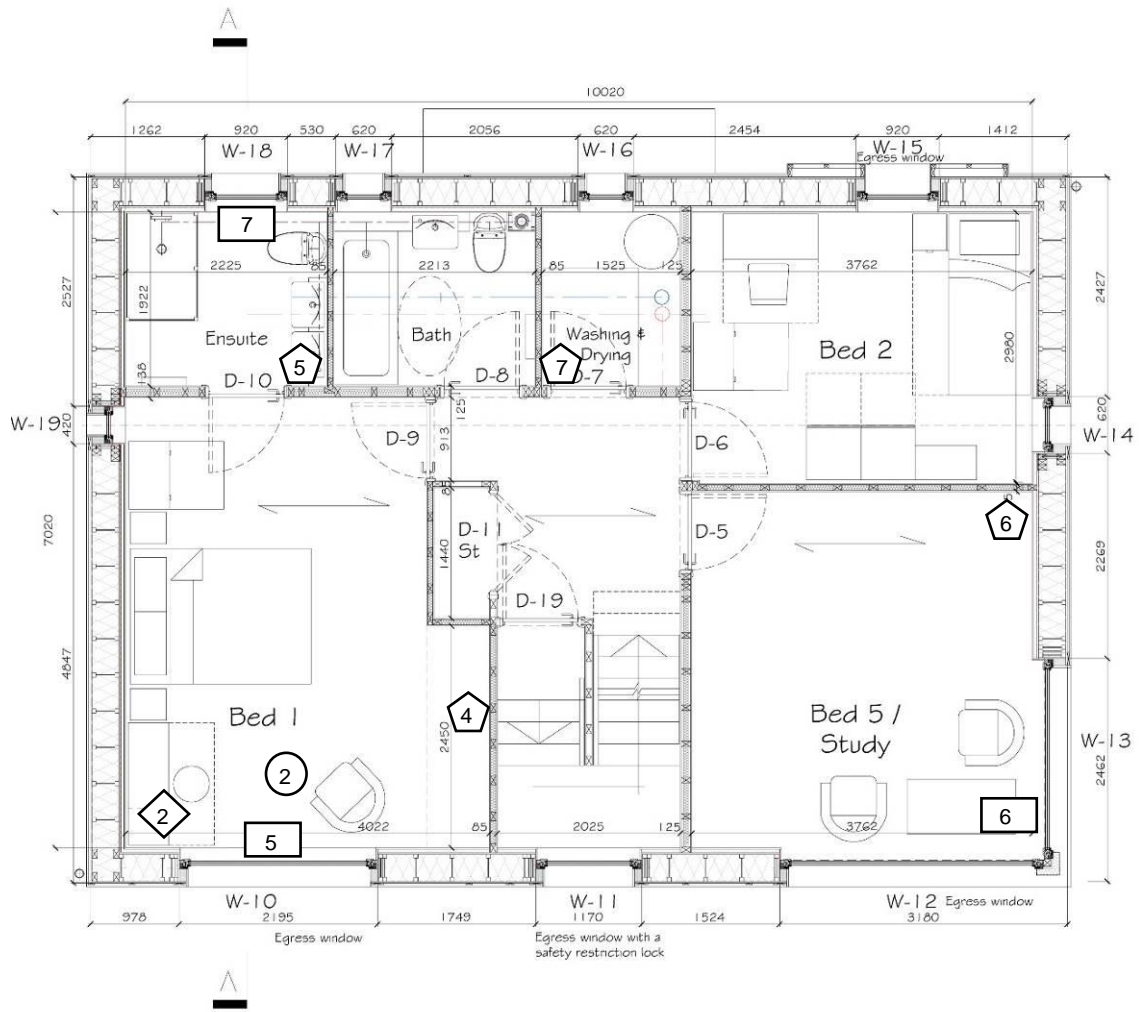 A
10020
1262 920 530 620 2056 620 2454 920 1412
W-18 W-17 W-16 W-15
Egress window
7
2225 85 2213 85 1525 125 3762
2527
1922
2427
2980
Ensuite
Bath
Washing &
Drying
Bed 2
138
5
7
D-10
D-8
D-7
W-19
420
125
D-9
913
D-6
620
W-14
85
7020
D-11
St
D-5
6
1440
2269
D-19
4847
Bed 1
4
2450
Bed 5 /
Study
W-13
2462
2
2
6
4022 85 2025 125 3762
5
W-10 W-11 W-12 Egress window
978 2195 1749 1170 1524 3180
Egress window
Egress window with a
safety restriction lock
A